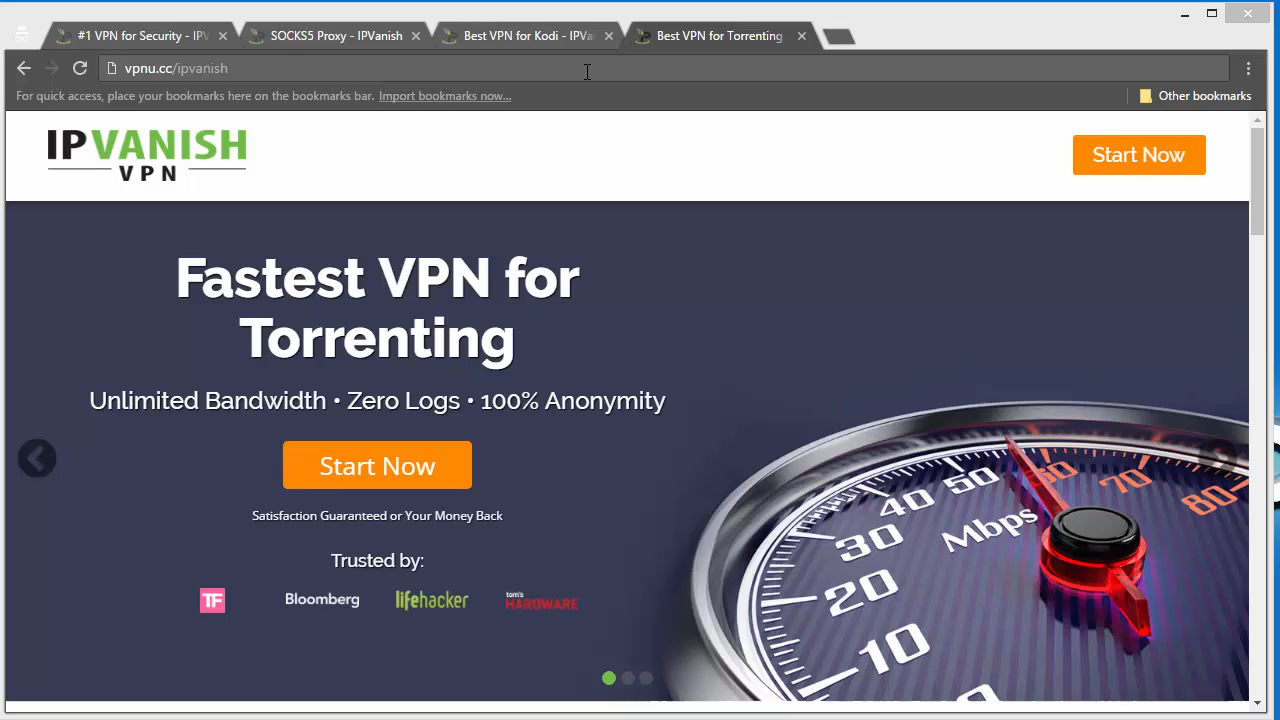 #1 VPN for Security - IPV
SOCKS5 Proxy - IPVanish
Best VPN for Kodi - IPVa
Best VPN for Torrenting
vpnu.cc/ipvanish
For quick access, place your bookmarks here on the bookmarks bar. Import bookmarks now...
Other bookmarks
IPVANISH
VPN
Start Now
Fastest VPN for
Torrenting
Unlimited Bandwidth • Zero Logs • 100% Anonymity
Start Now
Satisfaction Guaranteed or Your Money Back
Trusted by:
TF
Bloomberg
lifehacker
tom's
HARDWARE
10
20
30
40
50
60
70
80
Mbps
0